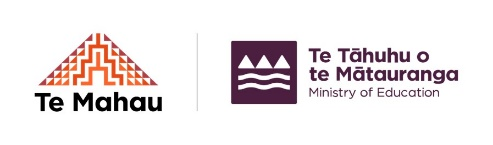 Te Mahau
Te Tāhuhu o
te Mātauranga
Ministry of Education